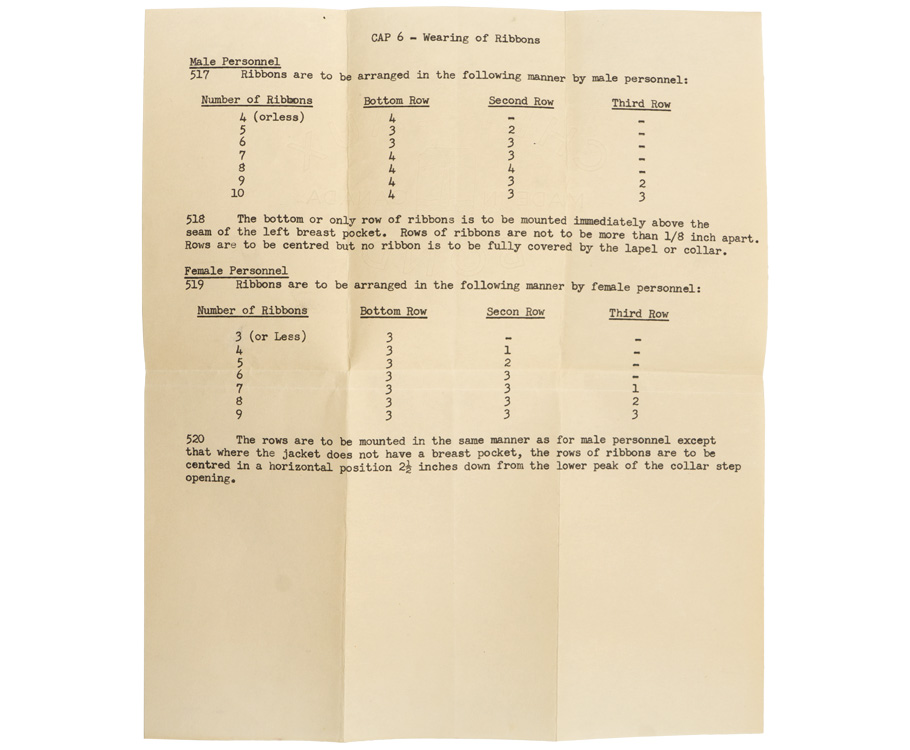 CAP 6 - Wearing of Ribbons
Male Personnel
517 Ribbons are to be arranged in the following manner by male personnel:
Number of Ribbons Bottom Row Second Row Third Row
4 (orless) 4 - -
5 3 2 -
6 3 3 -
7 4 3 -
8 4 4 -
9 4 3 2
10 4 3 3
518 The bottom or only row of ribbons is to be mounted immediately above the
seam of the left breast pocket. Rows of ribbons are not to be more than 1/8 inch apart.
Rows are to be centred but no ribbon is to be fully covered by the lapel or collar.
Female Personnel
519 Ribbons are to be arranged in the following manner by female personnel:
Number of Ribbons Bottom Row Secon Row Third Row
3 (or Less) 3 - -
4 3 1 -
5 3 2 -
6 3 3 -
7 3 3 1
8 3 3 2
9 3 3 3
520 The rows are to be mounted in the same manner as for male personnel except
that where the jacket does not have a breast pocket, the rows of ribbons are to be
centred in a horizontal position 2½ inches down from the lower peak of the collar step
opening.